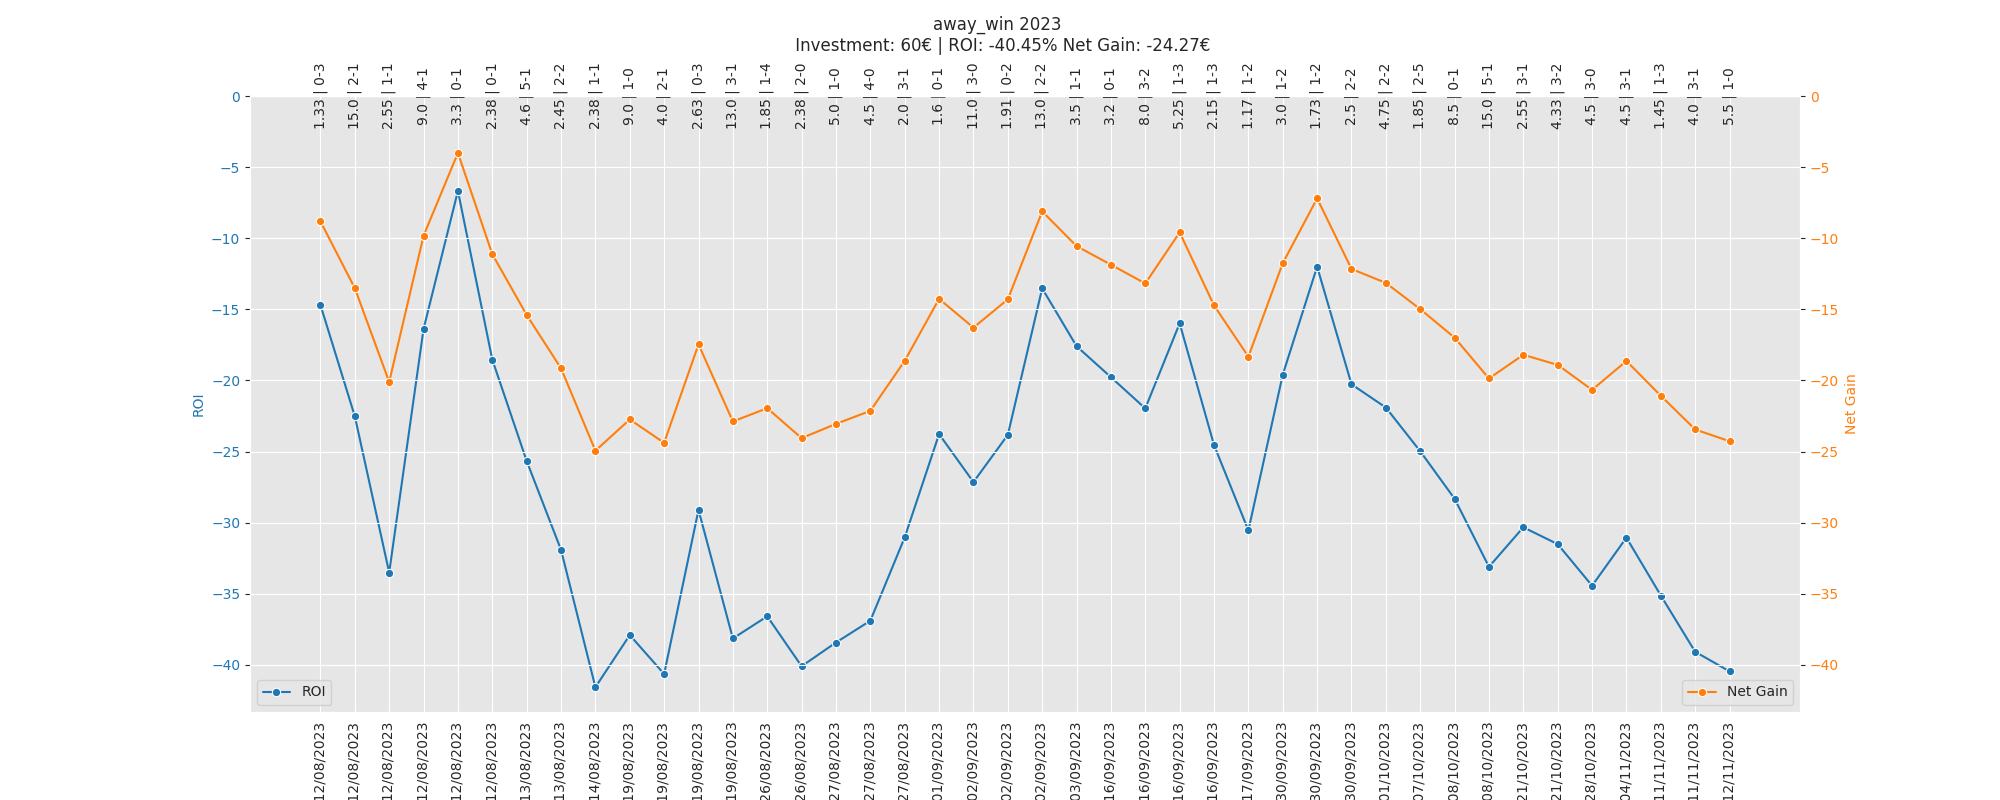 away_win 2023
Investment: 60€ | ROI: -40.45% Net Gain: -24.27€
1.33 | 0-3
15.0 | 2-1
2.55 | 1-1
9.0 | 4-1
3.3 | 0-1
2.38 | 0-1
4.6 | 5-1
2.45 | 2-2
2.38 | 1-1
9.0 | 1-0
4.0 | 2-1
2.63 | 0-3
13.0 | 3-1
1.85 | 1-4
2.38 | 2-0
5.0 | 1-0
4.5 | 4-0
2.0 | 3-1
1.6 | 0-1
11.0 | 3-0
1.91 | 0-2
13.0 | 2-2
3.5 | 1-1
3.2 | 0-1
8.0 | 3-2
5.25 | 1-3
2.15 | 1-3
1.17 | 1-2
3.0 | 1-2
1.73 | 1-2
2.5 | 2-2
4.75 | 2-2
1.85 | 2-5
8.5 | 0-1
15.0 | 5-1
2.55 | 3-1
4.33 | 3-2
4.5 | 3-0
4.5 | 3-1
1.45 | 1-3
4.0 | 3-1
5.5 | 1-0
0
−5
−10
−15
−20
−25
−30
−35
−40
ROI
0
−5
−10
−15
−20
−25
−30
−35
−40
Net Gain
ROI
Net Gain
12/08/2023
12/08/2023
12/08/2023
12/08/2023
12/08/2023
12/08/2023
13/08/2023
13/08/2023
14/08/2023
19/08/2023
19/08/2023
19/08/2023
19/08/2023
26/08/2023
26/08/2023
27/08/2023
27/08/2023
27/08/2023
01/09/2023
02/09/2023
02/09/2023
02/09/2023
03/09/2023
16/09/2023
16/09/2023
16/09/2023
16/09/2023
17/09/2023
30/09/2023
30/09/2023
30/09/2023
01/10/2023
07/10/2023
08/10/2023
08/10/2023
21/10/2023
21/10/2023
28/10/2023
04/11/2023
11/11/2023
11/11/2023
12/11/2023